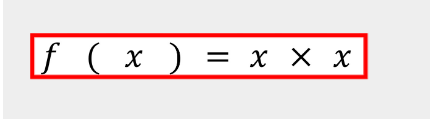 f ( x ) = x × x